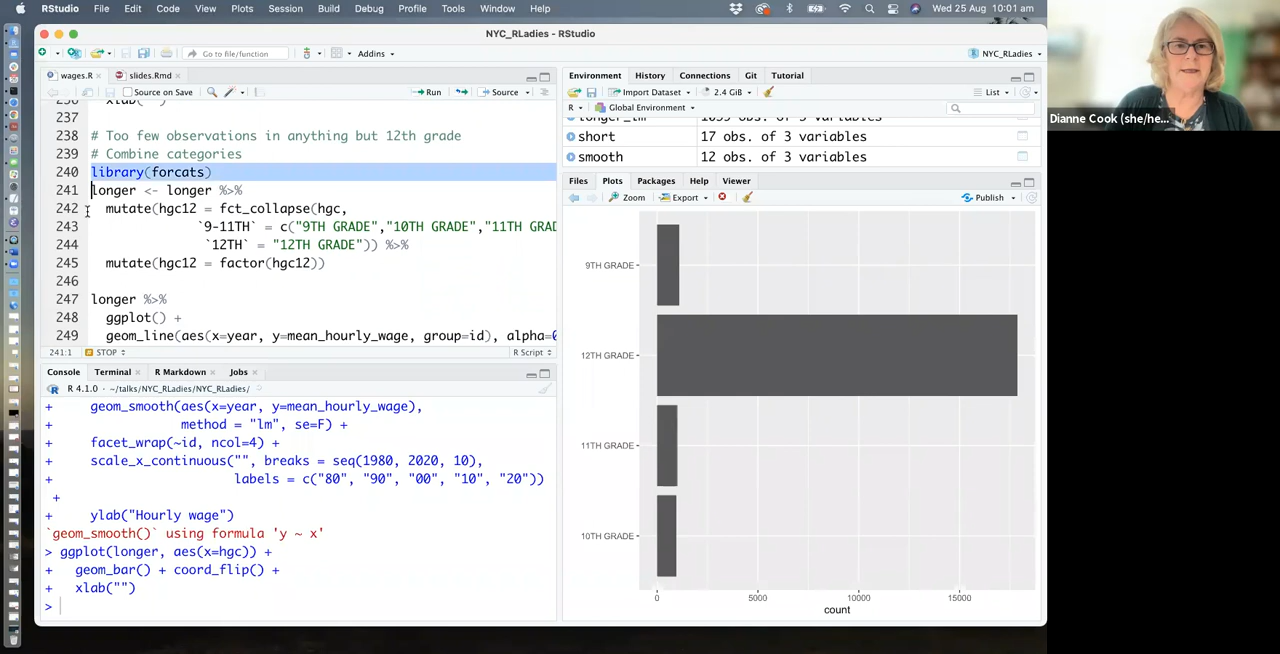 RStudio File Edit Code View Plots Session Build Debug Profile Tools Window Help Wed 25 Aug 10:01 am
NYC_RLadies - RStudio
Go to file/function Addins NYC_RLadies
wages.R slides.Rmd
Source on Save Run Source
236 xlab("")
237
238 # Too few observations in anything but 12th grade
239 # Combine categories
240 library(forcats)
241 longer <- longer %>%
242 mutate(hgc12 = fct_collapse(hgc,
243 `9-11TH` = c("9TH GRADE","10TH GRADE","11TH GRAD
244 `12TH` = "12TH GRADE")) %>%
245 mutate(hgc12 = factor(hgc12))
246
247 longer %>%
248 ggplot() +
249 geom_line(aes(x=year, y=mean_hourly_wage, group=id), alpha=0
241:1 STOP R Script
Console Terminal R Markdown Jobs
R 4.1.0 · ~/talks/NYC_RLadies/NYC_RLadies/
+ geom_smooth(aes(x=year, y=mean_hourly_wage),
+ method = "lm", se=F) +
+ facet_wrap(~id, ncol=4) +
+ scale_x_continuous("", breaks = seq(1980, 2020, 10),
+ labels = c("80", "90", "00", "10", "20"))
+
+ ylab("Hourly wage")
`geom_smooth()` using formula 'y ~ x'
> ggplot(longer, aes(x=hgc)) +
+ geom_bar() + coord_flip() +
+ xlab("")
>
Environment History Connections Git Tutorial
Import Dataset 2.4 GiB List
R Global Environment
short 17 obs. of 3 variables
smooth 12 obs. of 3 variables
Files Plots Packages Help Viewer
Zoom Export Publish
9TH GRADE
12TH GRADE
11TH GRADE
10TH GRADE
0 5000 10000 15000
count
Dianne Cook (she/he...